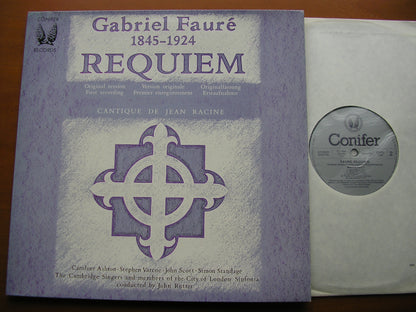 CONIFER
RECORDS
Gabriel Fauré
1845-1924
REQUIEM
Original version Version originale Originalfassung
First recording Premier enregistrement Erstaufnahme
CANTIQUE DE JEAN RACINE
Caroline Ashton · Stephen Varcoe · John Scott · Simon Standage
The Cambridge Singers and members of the City of London Sinfonia
conducted by John Rutter
Conifer